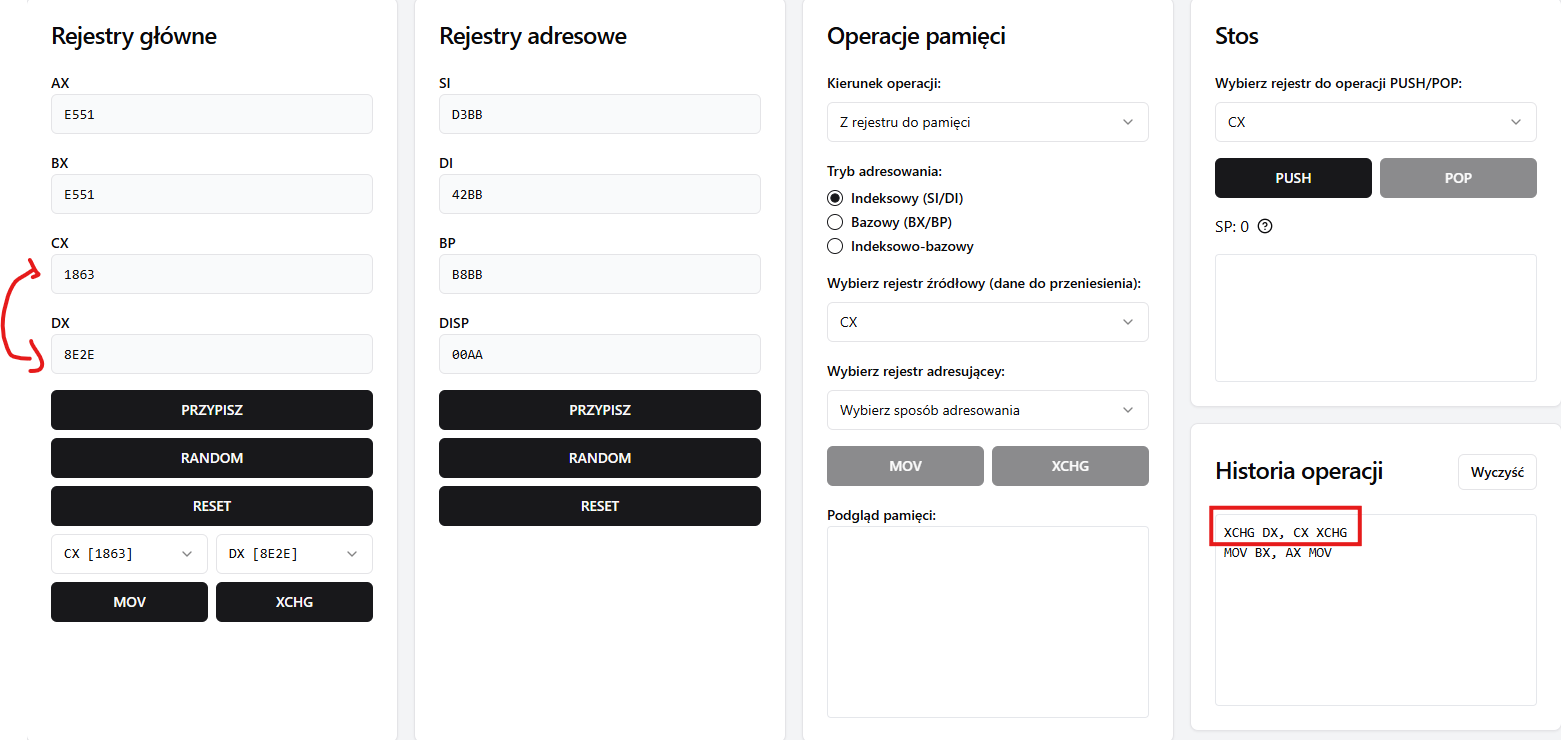 Rejestry główne
AX
E551
BX
E551
CX
1863
DX
8E2E
PRZYPISZ
RANDOM
RESET
CX [1863]
DX [8E2E]
MOV
XCHG
Rejestry adresowe
SI
D3BB
DI
42BB
BP
B8BB
DISP
00AA
PRZYPISZ
RANDOM
RESET
Operacje pamięci
Kierunek operacji:
Z rejestru do pamięci
Tryb adresowania:
Indeksowy (SI/DI)
Bazowy (BX/BP)
Indeksowo-bazowy
Wybierz rejestr źródłowy (dane do przeniesienia):
CX
Wybierz rejestr adresującey:
Wybierz sposób adresowania
MOV
XCHG
Podgląd pamięci:
Stos
Wybierz rejestr do operacji PUSH/POP:
CX
PUSH
POP
SP: 0 ?
Historia operacji
Wyczyść
XCHG DX, CX XCHG
MOV BX, AX MOV